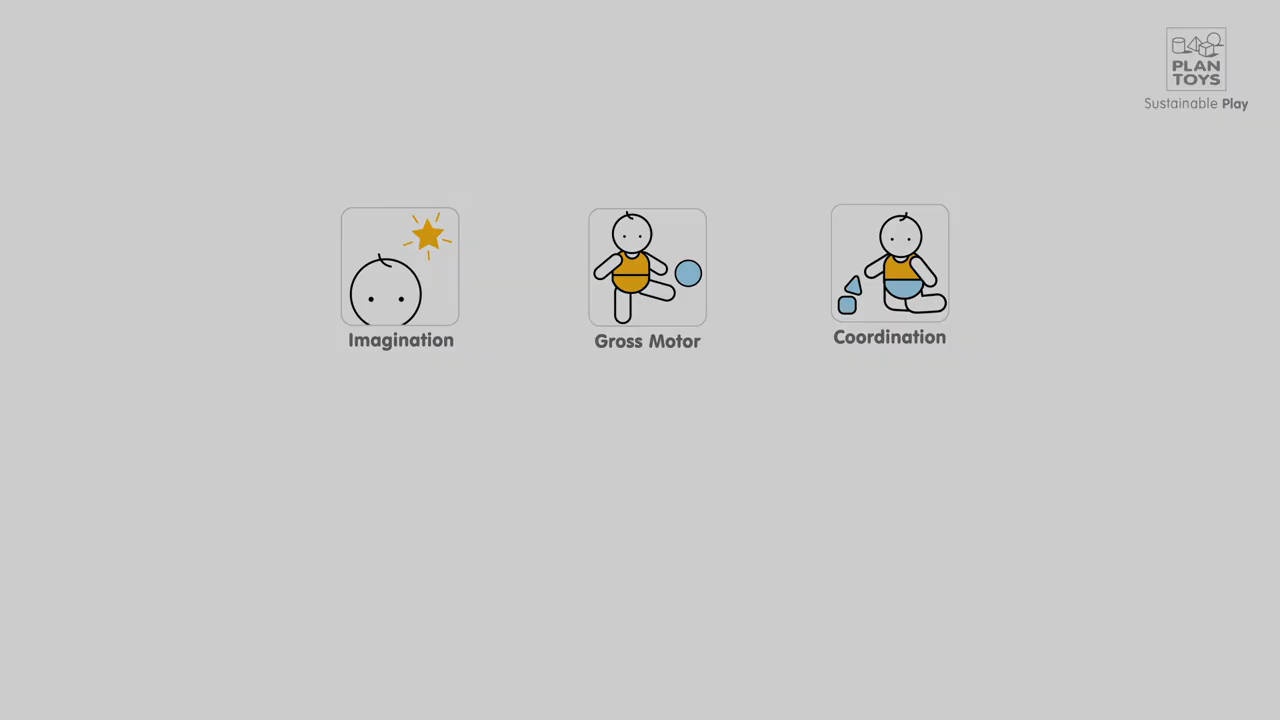 PLAN
TOYS
Sustainable Play
Imagination
Gross Motor
Coordination